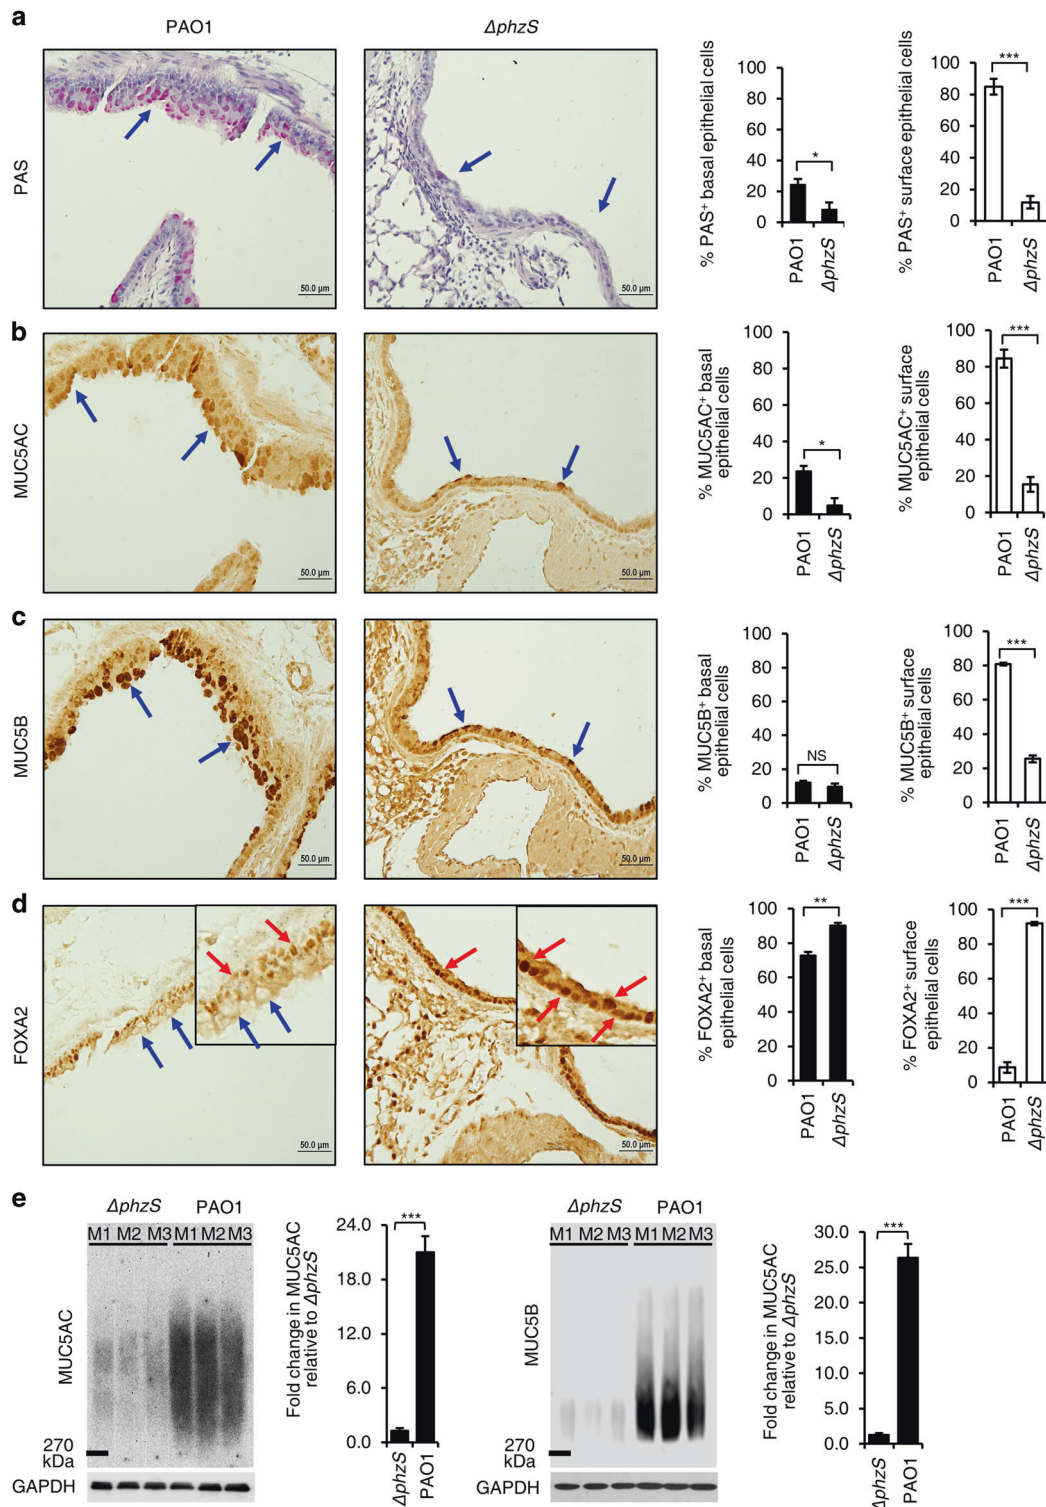 a
PAO1
ΔphzS
PAS
50.0 µm
50.0 µm
% PAS⁺ basal epithelial cells
100
80
60
40
20
0
*
PAO1
ΔphzS
% PAS⁺ surface epithelial cells
100
80
60
40
20
0
***
PAO1
ΔphzS
b
MUC5AC
50.0 µm
50.0 µm
% MUC5AC⁺ basal
epithelial cells
100
80
60
40
20
0
*
PAO1
ΔphzS
% MUC5AC⁺ surface
epithelial cells
100
80
60
40
20
0
***
PAO1
ΔphzS
c
MUC5B
50.0 µm
50.0 µm
% MUC5B⁺ basal
epithelial cells
100
80
60
40
20
0
NS
PAO1
ΔphzS
% MUC5B⁺ surface
epithelial cells
100
80
60
40
20
0
***
PAO1
ΔphzS
d
FOXA2
50.0 µm
50.0 µm
% FOXA2⁺ basal
epithelial cells
100
80
60
40
20
0
**
PAO1
ΔphzS
% FOXA2⁺ surface
epithelial cells
100
80
60
40
20
0
***
PAO1
ΔphzS
e
ΔphzS
PAO1
M1 M2 M3 M1 M2 M3
MUC5AC
270
kDa
GAPDH
Fold change in MUC5AC
relative to ΔphzS
24.0
18.0
12.0
6.0
0.0
***
ΔphzS
PAO1
ΔphzS
PAO1
M1 M2 M3 M1 M2 M3
MUC5B
270
kDa
GAPDH
Fold change in MUC5AC
relative to ΔphzS
30.0
25.0
20.0
15.0
10.0
5.0
0.0
***
ΔphzS
PAO1